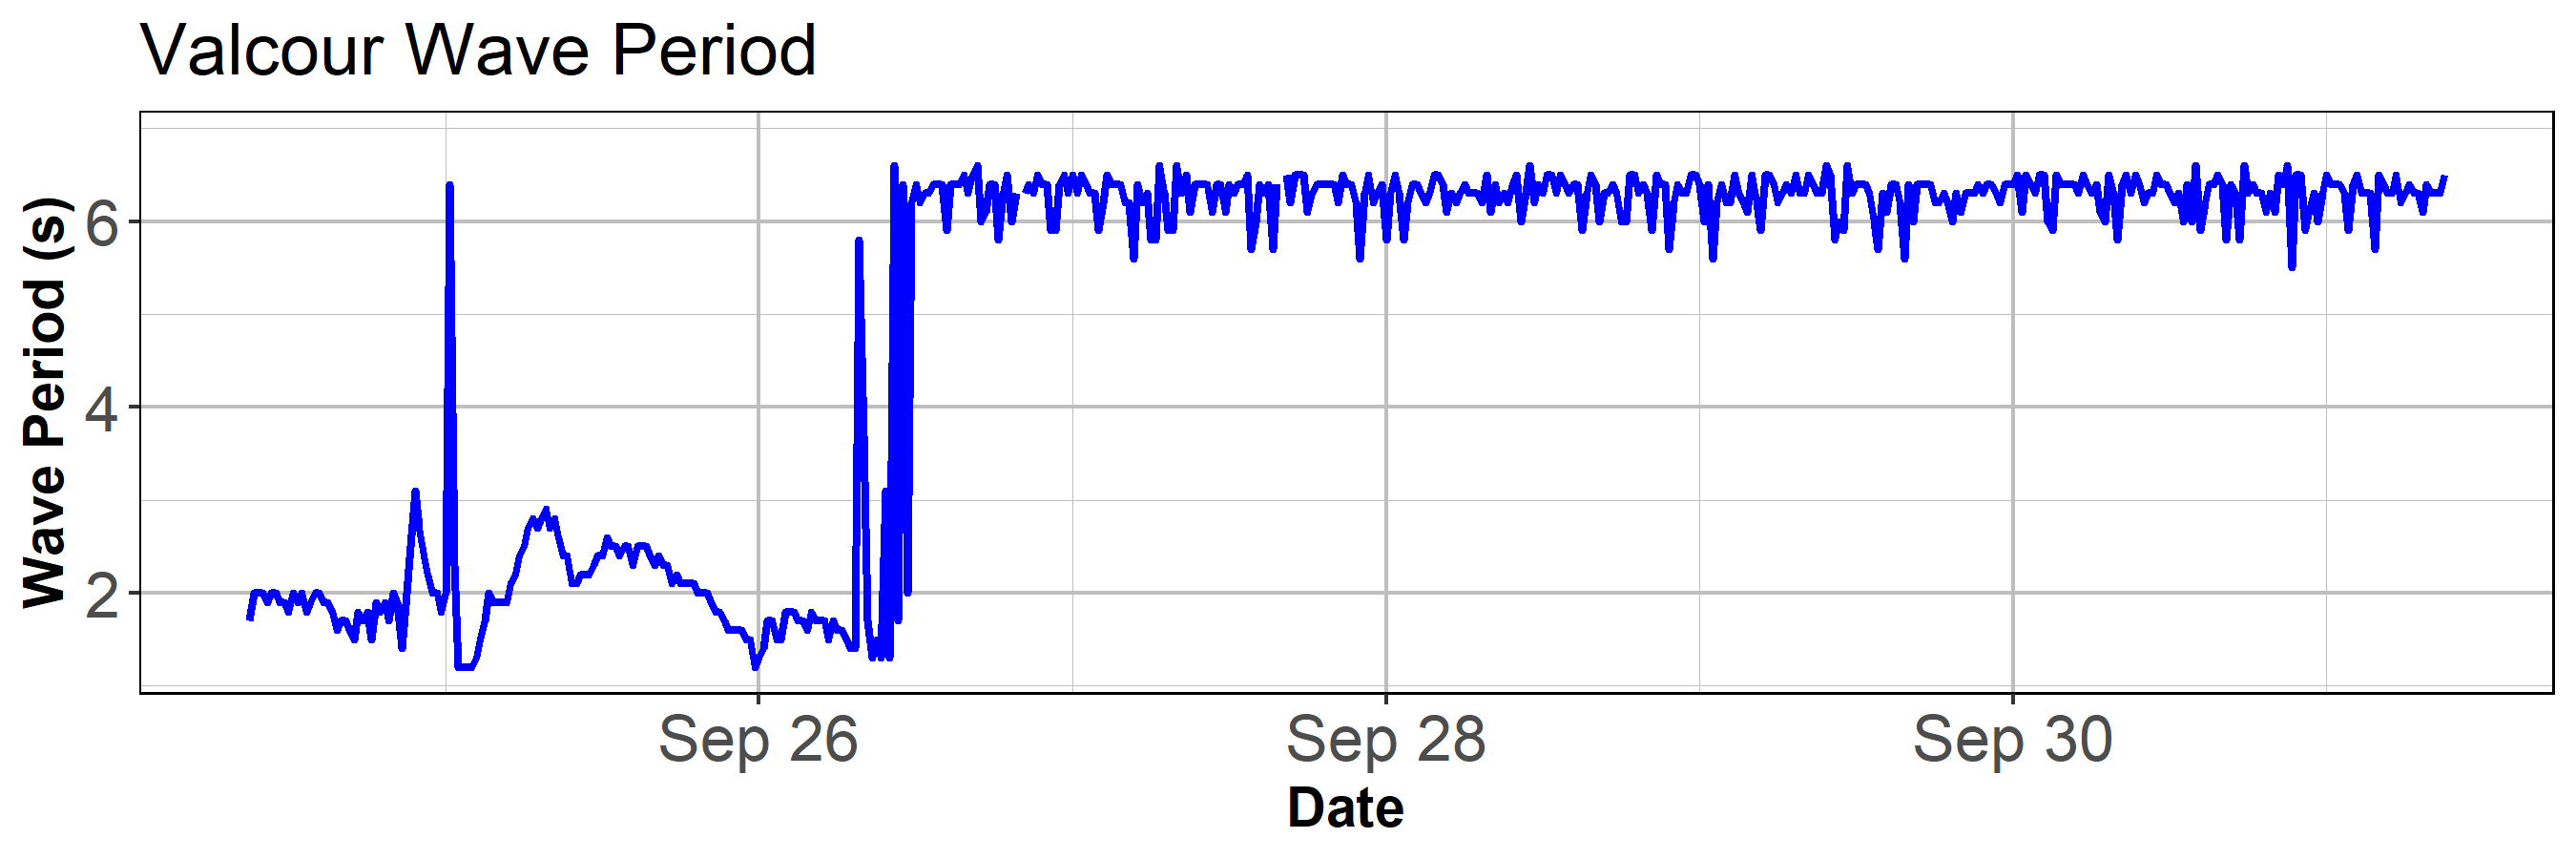 Valcour Wave Period
Wave Period (s)
6
4
2
Sep 26
Sep 28
Sep 30
Date